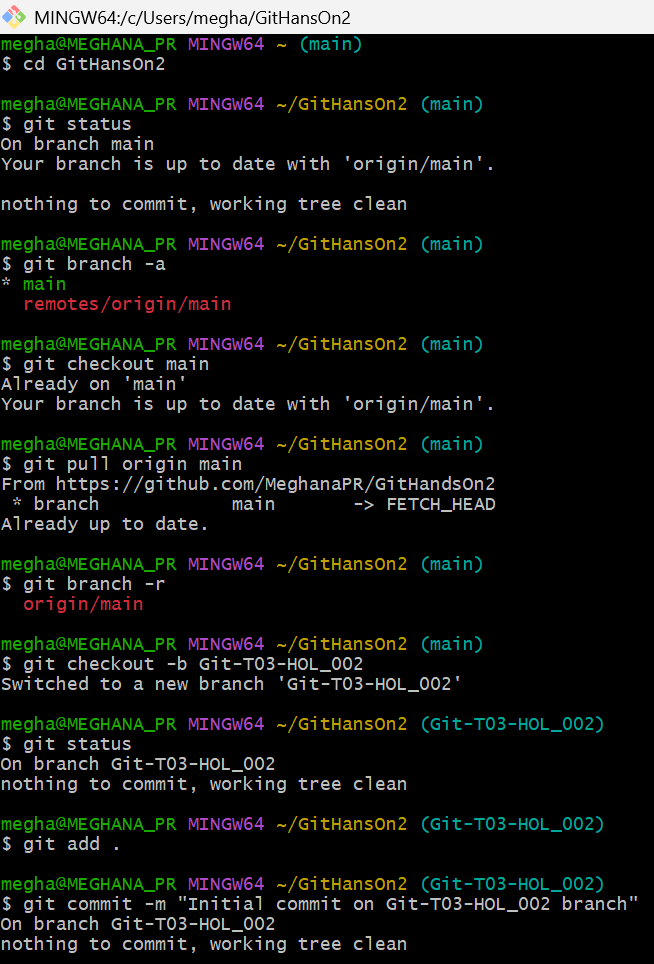 MINGW64:/c/Users/megha/GitHansOn2
megha@MEGHANA_PR MINGW64 ~ (main)
$ cd GitHansOn2
megha@MEGHANA_PR MINGW64 ~/GitHansOn2 (main)
$ git status
On branch main
Your branch is up to date with 'origin/main'.
nothing to commit, working tree clean
megha@MEGHANA_PR MINGW64 ~/GitHansOn2 (main)
$ git branch -a
* main
  remotes/origin/main
megha@MEGHANA_PR MINGW64 ~/GitHansOn2 (main)
$ git checkout main
Already on 'main'
Your branch is up to date with 'origin/main'.
megha@MEGHANA_PR MINGW64 ~/GitHansOn2 (main)
$ git pull origin main
From https://github.com/MeghanaPR/GitHandsOn2
 * branch            main       -> FETCH_HEAD
Already up to date.
megha@MEGHANA_PR MINGW64 ~/GitHansOn2 (main)
$ git branch -r
  origin/main
megha@MEGHANA_PR MINGW64 ~/GitHansOn2 (main)
$ git checkout -b Git-T03-HOL_002
Switched to a new branch 'Git-T03-HOL_002'
megha@MEGHANA_PR MINGW64 ~/GitHansOn2 (Git-T03-HOL_002)
$ git status
On branch Git-T03-HOL_002
nothing to commit, working tree clean
megha@MEGHANA_PR MINGW64 ~/GitHansOn2 (Git-T03-HOL_002)
$ git add .
megha@MEGHANA_PR MINGW64 ~/GitHansOn2 (Git-T03-HOL_002)
$ git commit -m "Initial commit on Git-T03-HOL_002 branch"
On branch Git-T03-HOL_002
nothing to commit, working tree clean